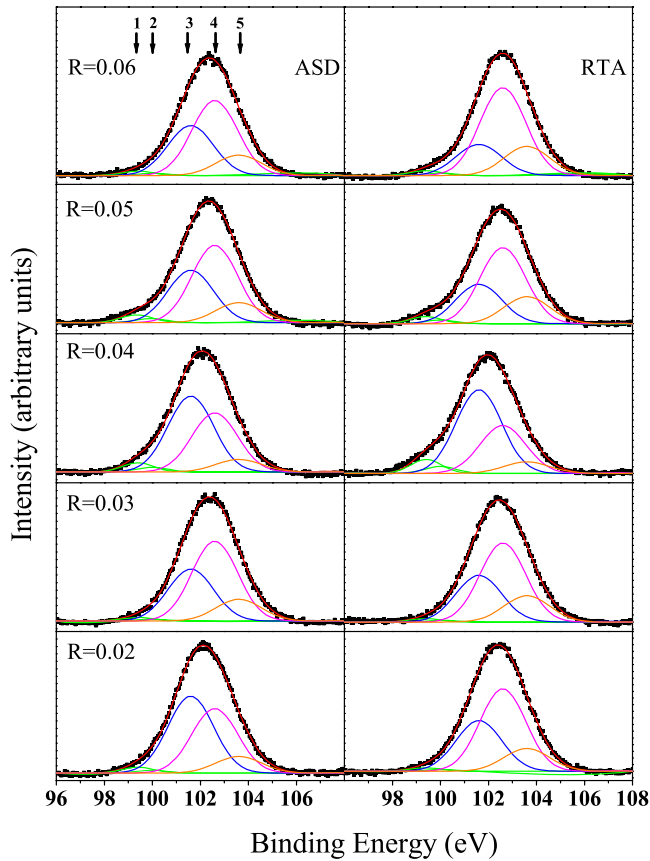 1 2 3 4 5
R=0.06 ASD RTA
R=0.05
R=0.04
R=0.03
R=0.02
Intensity (arbitrary units)
96 98 100 102 104 106 98 100 102 104 106 108
Binding Energy (eV)